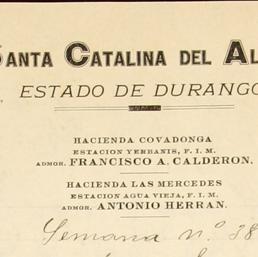 SANTA CATALINA DEL AL
ESTADO DE DURANGO
HACIENDA COVADONGA
ESTACION YERBANIS, F. I. M.
ADMOR. FRANCISCO A. CALDERON.
HACIENDA LAS MERCEDES
ESTACION AGUA VIEJA, F. I. M.
ADMOR. ANTONIO HERRAN.
Semana nº 38